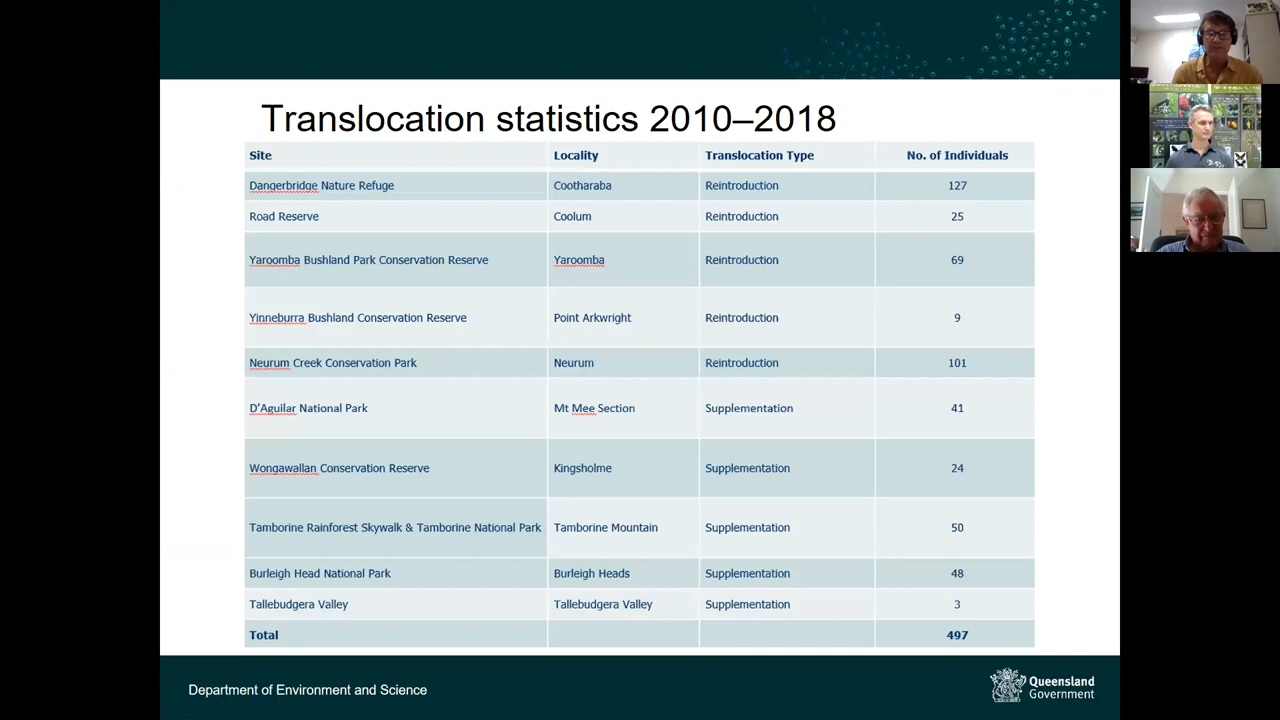 Translocation statistics 2010–2018
Site Locality Translocation Type No. of Individuals
Dangerbridge Nature Refuge Cootharaba Reintroduction 127
Road Reserve Coolum Reintroduction 25
Yaroomba Bushland Park Conservation Reserve Yaroomba Reintroduction 69
Yinneburra Bushland Conservation Reserve Point Arkwright Reintroduction 9
Neurum Creek Conservation Park Neurum Reintroduction 101
D'Aguilar National Park Mt Mee Section Supplementation 41
Wongawallan Conservation Reserve Kingsholme Supplementation 24
Tamborine Rainforest Skywalk & Tamborine National Park Tamborine Mountain Supplementation 50
Burleigh Head National Park Burleigh Heads Supplementation 48
Tallebudgera Valley Tallebudgera Valley Supplementation 3
Total 497
Department of Environment and Science
Queensland
Government